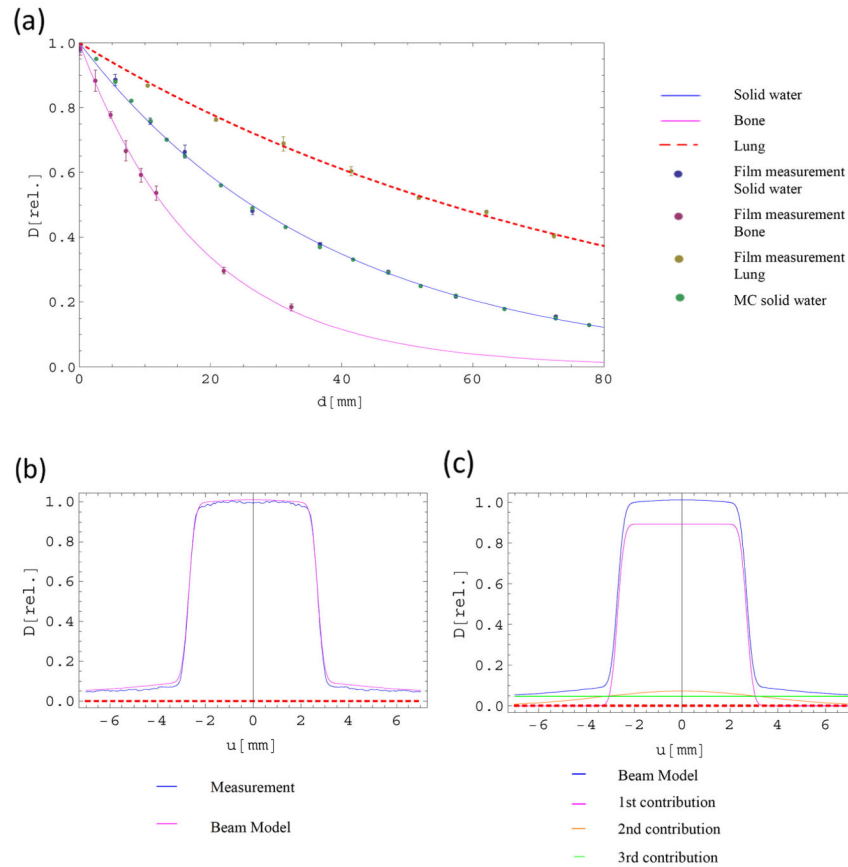 (a)
1.0
0.8
0.6
0.4
0.2
0.0
D[rel.]
0
20
40
60
80
d[mm]
Solid water
Bone
Lung
Film measurement
Solid water
Film measurement
Bone
Film measurement
Lung
MC solid water
(b)
1.0
0.8
0.6
0.4
0.2
0.0
D[rel.]
-6
-4
-2
0
2
4
6
u[mm]
Measurement
Beam Model
(c)
1.0
0.8
0.6
0.4
0.2
0.0
D[rel.]
-6
-4
-2
0
2
4
6
u[mm]
Beam Model
1st contribution
2nd contribution
3rd contribution